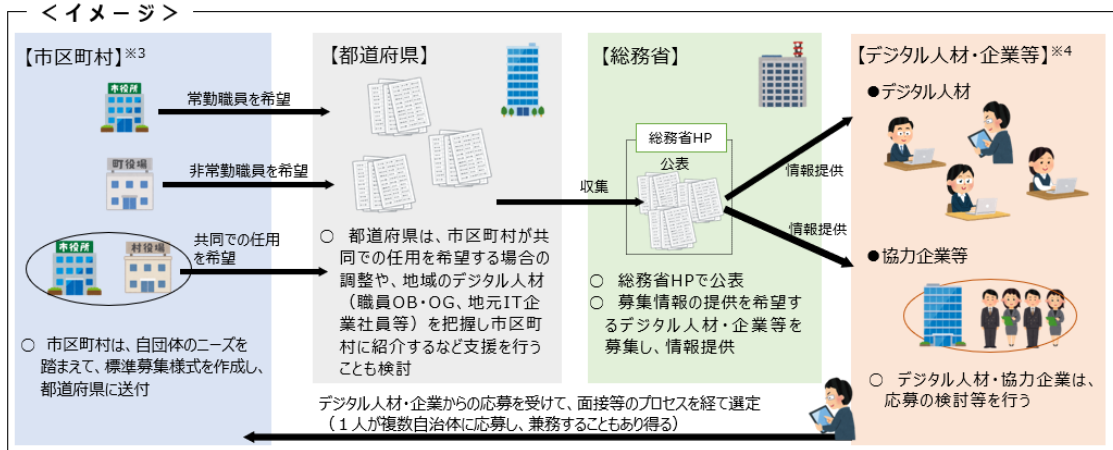 ＜イメージ＞
【市区町村】※3
市役所
常勤職員を希望
町役場
非常勤職員を希望
市役所
村役場
共同での任用
を希望
○ 市区町村は、自団体のニーズを
踏まえて、標準募集様式を作成し、
都道府県に送付
【都道府県】
○ 都道府県は、市区町村が共
同での任用を希望する場合の
調整や、地域のデジタル人材
（職員OB・OG、地元IT企
業社員等）を把握し市区町
村に紹介するなど支援を行う
ことも検討
収集
【総務省】
総務省HP
公表
○ 総務省HPで公表
○ 募集情報の提供を希望す
るデジタル人材・企業等を
募集し、情報提供
情報提供
情報提供
【デジタル人材・企業等】※4
●デジタル人材
●協力企業等
○ デジタル人材・協力企業は、
応募の検討等を行う
デジタル人材・企業からの応募を受けて、面接等のプロセスを経て選定
（１人が複数自治体に応募し、兼務することもあり得る）